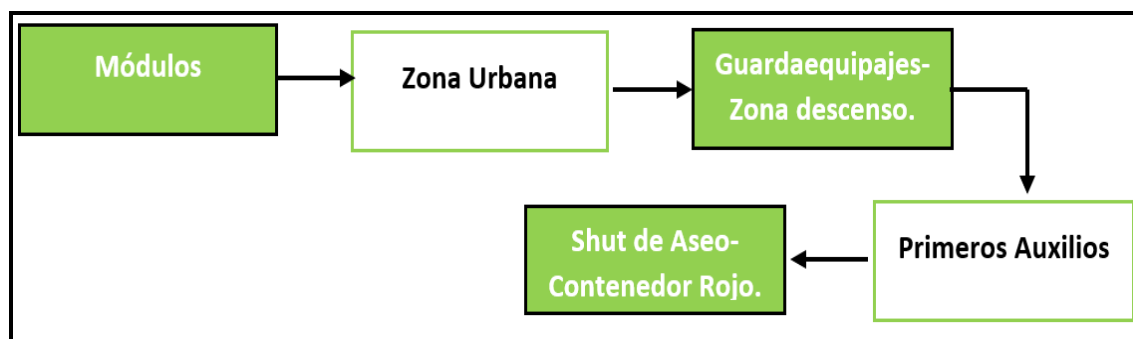 Módulos
Zona Urbana
Guardaequipajes-
Zona descenso.
Primeros Auxilios
Shut de Aseo-
Contenedor Rojo.